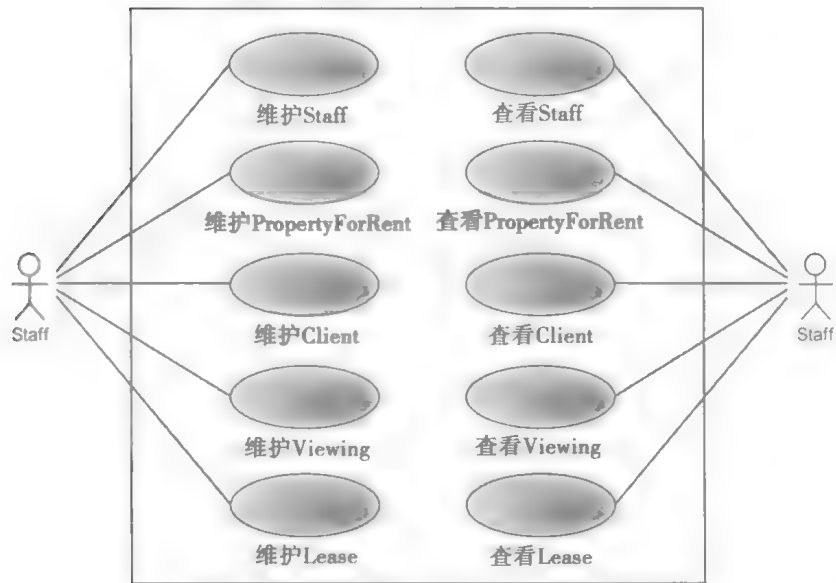 维护Staff
查看Staff
维护PropertyForRent
查看PropertyForRent
Staff
维护Client
查看Client
Staff
维护Viewing
查看Viewing
维护Lease
查看Lease